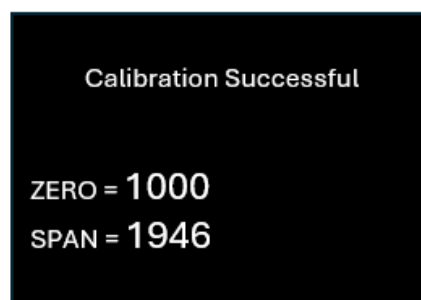 Calibration Successful
ZERO = 1000
SPAN = 1946